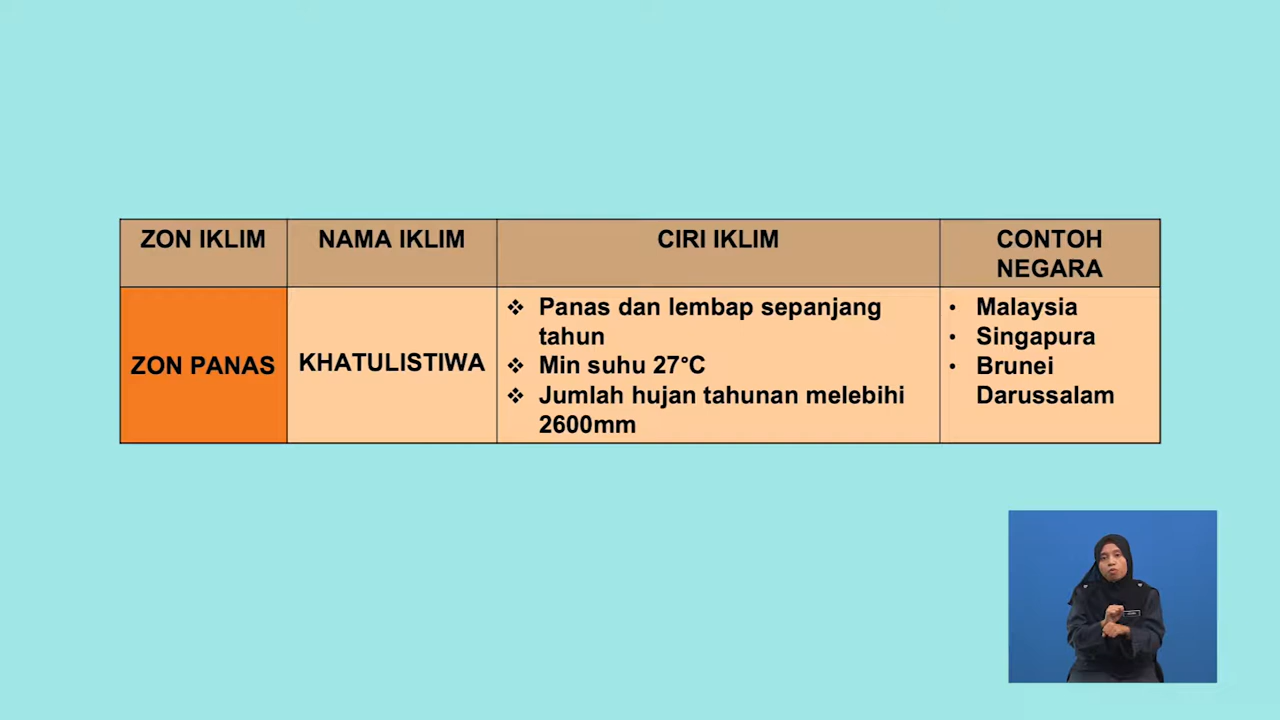 ZON IKLIM
NAMA IKLIM
CIRI IKLIM
CONTOH
NEGARA
ZON PANAS
KHATULISTIWA
❖ Panas dan lembap sepanjang
tahun
❖ Min suhu 27°C
❖ Jumlah hujan tahunan melebihi
2600mm
• Malaysia
• Singapura
• Brunei
Darussalam